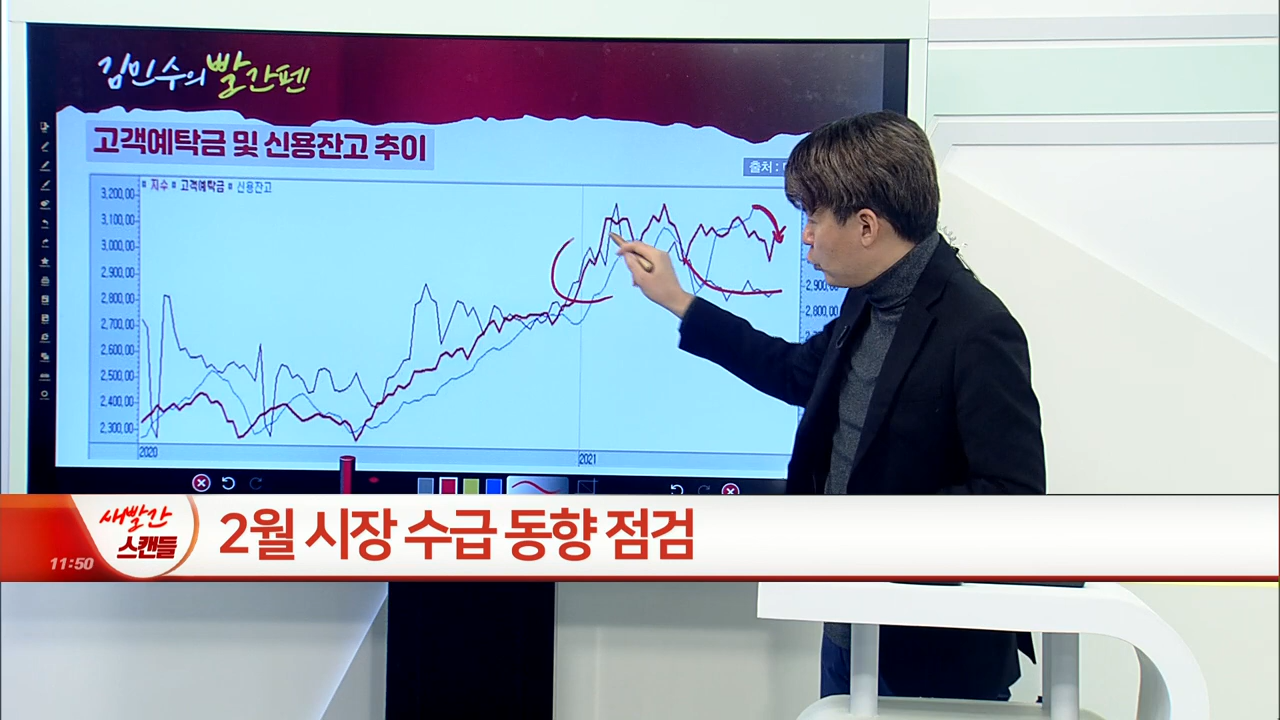 김민수의 빨간펜
고객예탁금 및 신용잔고 추이
출처 :
■ 지수 ■ 고객예탁금 ■ 신용잔고
3,200.00
3,100.00
3,000.00
2,900.00
2,800.00
2,700.00
2,600.00
2,500.00
2,400.00
2,300.00
2,900.00
2,800.00
2020
2021
새빨간
스캔들
11:50
2월 시장 수급 동향 점검